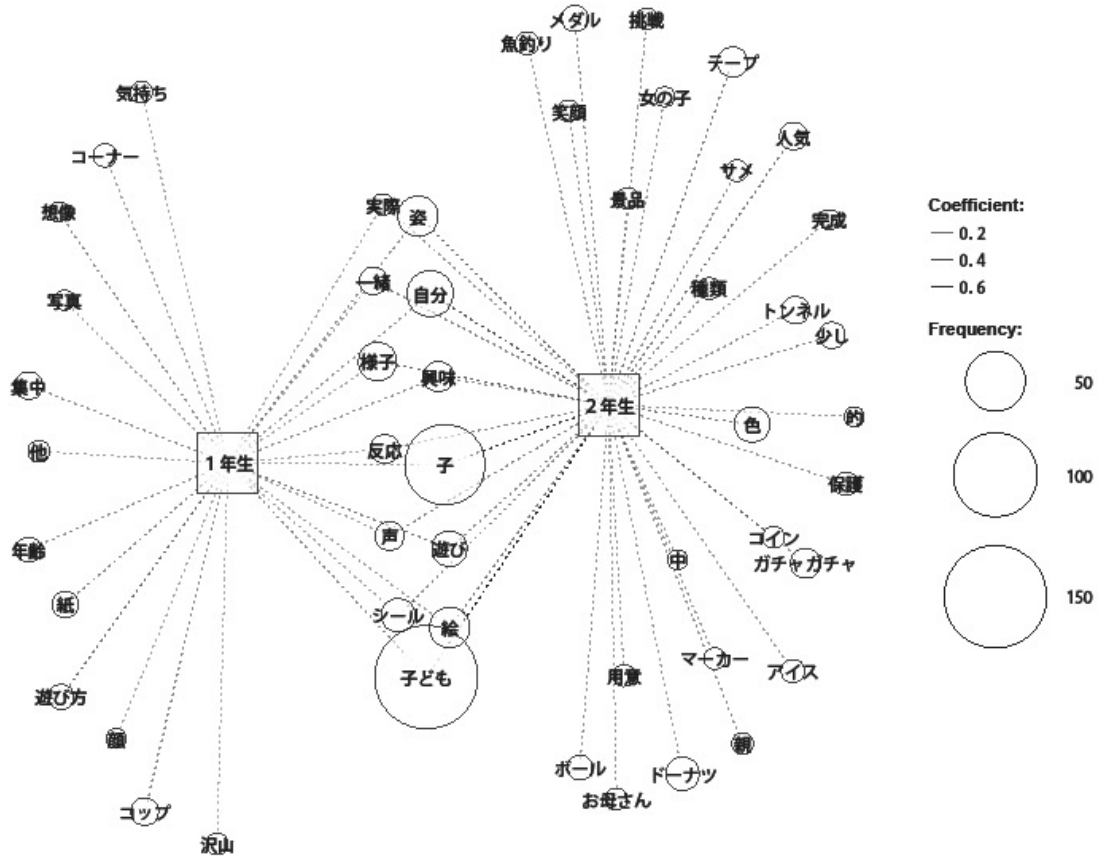 メダル
挑戦
魚釣り
チープ
気持ち
笑顔
女の子
人気
コーナー
サメ
想像
実際
姿
景品
完成
写真
一緒
自分
種類
トンネル
少し
様子
興味
集中
2年生
色
的
他
1年生
反応
子
保護
年齢
声
遊び
中
コイン
ガチャガチャ
紙
シール
絵
子ども
遊び方
用意
マーカー
アイス
顔
ボール
お母さん
ドーナツ
親
コップ
沢山
Coefficient:
0.2
0.4
0.6
Frequency:
50
100
150